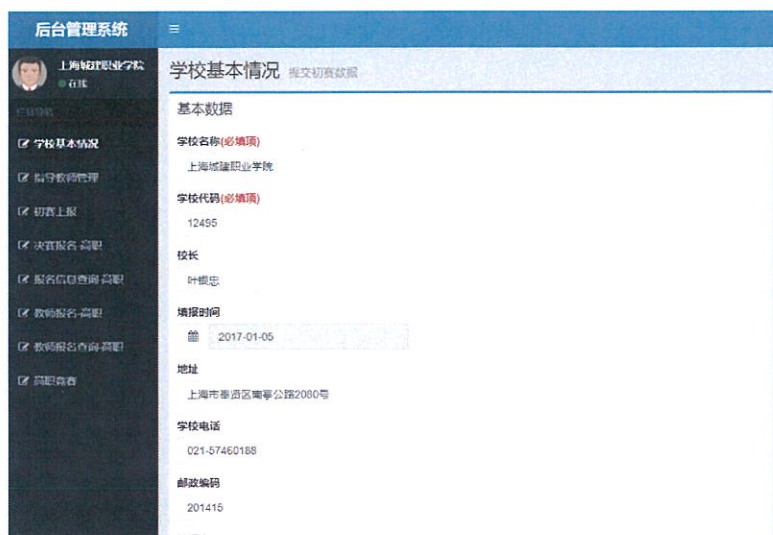 后台管理系统
上海城建职业学院
在线
学校基本情况 提交初赛数据
学校基本情况
指导教师管理
初赛上报
决赛报名-高职
报名信息查询-高职
教师报名-高职
教师报名查询-高职
高职竞赛
基本数据
学校名称(必填项)
上海城建职业学院
学校代码(必填项)
12495
校长
叶银忠
填报时间
2017-01-05
地址
上海市奉贤区南亭公路2080号
学校电话
021-57460188
邮政编码
201415